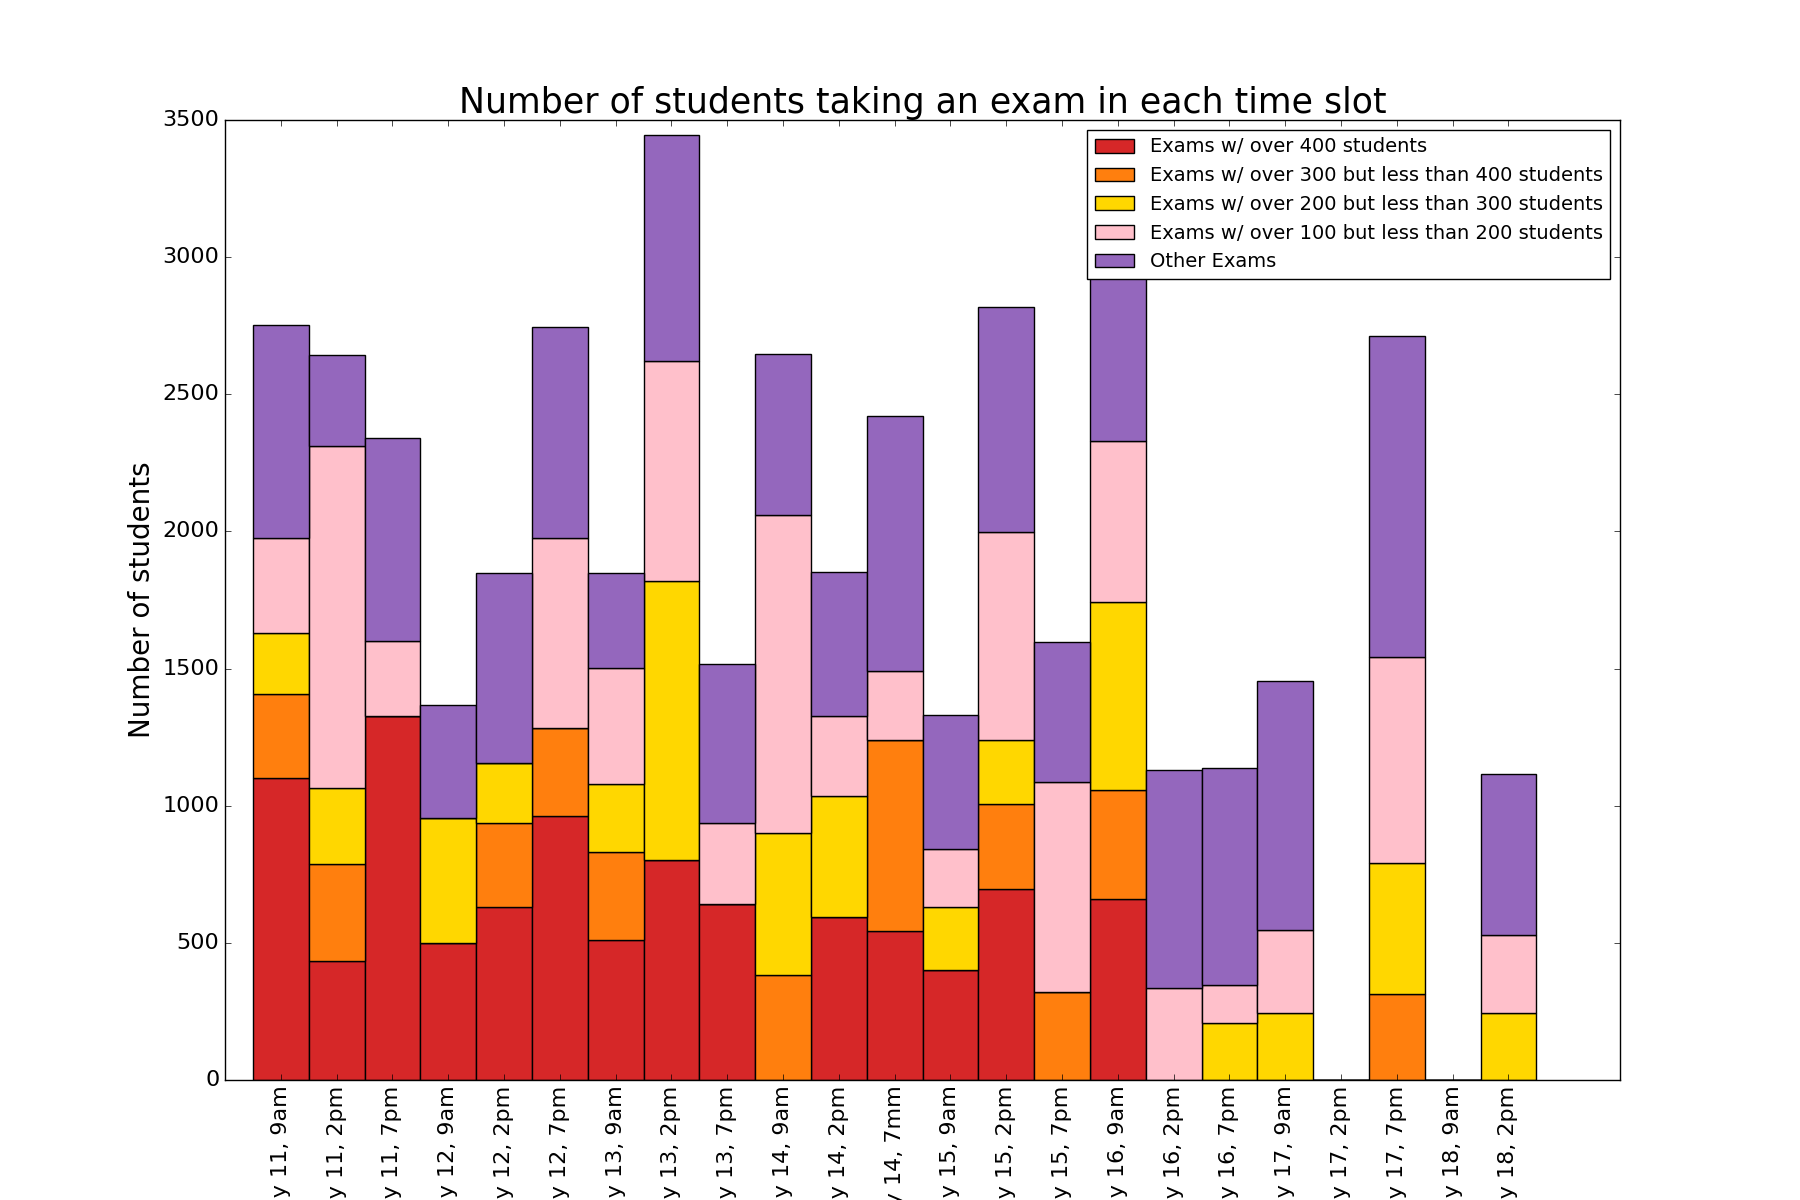 Number of students taking an exam in each time slot
3500
3000
2500
2000
1500
1000
500
0
Number of students
Exams w/ over 400 students
Exams w/ over 300 but less than 400 students
Exams w/ over 200 but less than 300 students
Exams w/ over 100 but less than 200 students
Other Exams
y 11, 9am
y 11, 2pm
y 11, 7pm
y 12, 9am
y 12, 2pm
y 12, 7pm
y 13, 9am
y 13, 2pm
y 13, 7pm
y 14, 9am
y 14, 2pm
y 14, 7mm
y 15, 9am
y 15, 2pm
y 15, 7pm
y 16, 9am
y 16, 2pm
y 16, 7pm
y 17, 9am
y 17, 2pm
y 17, 7pm
y 18, 9am
y 18, 2pm